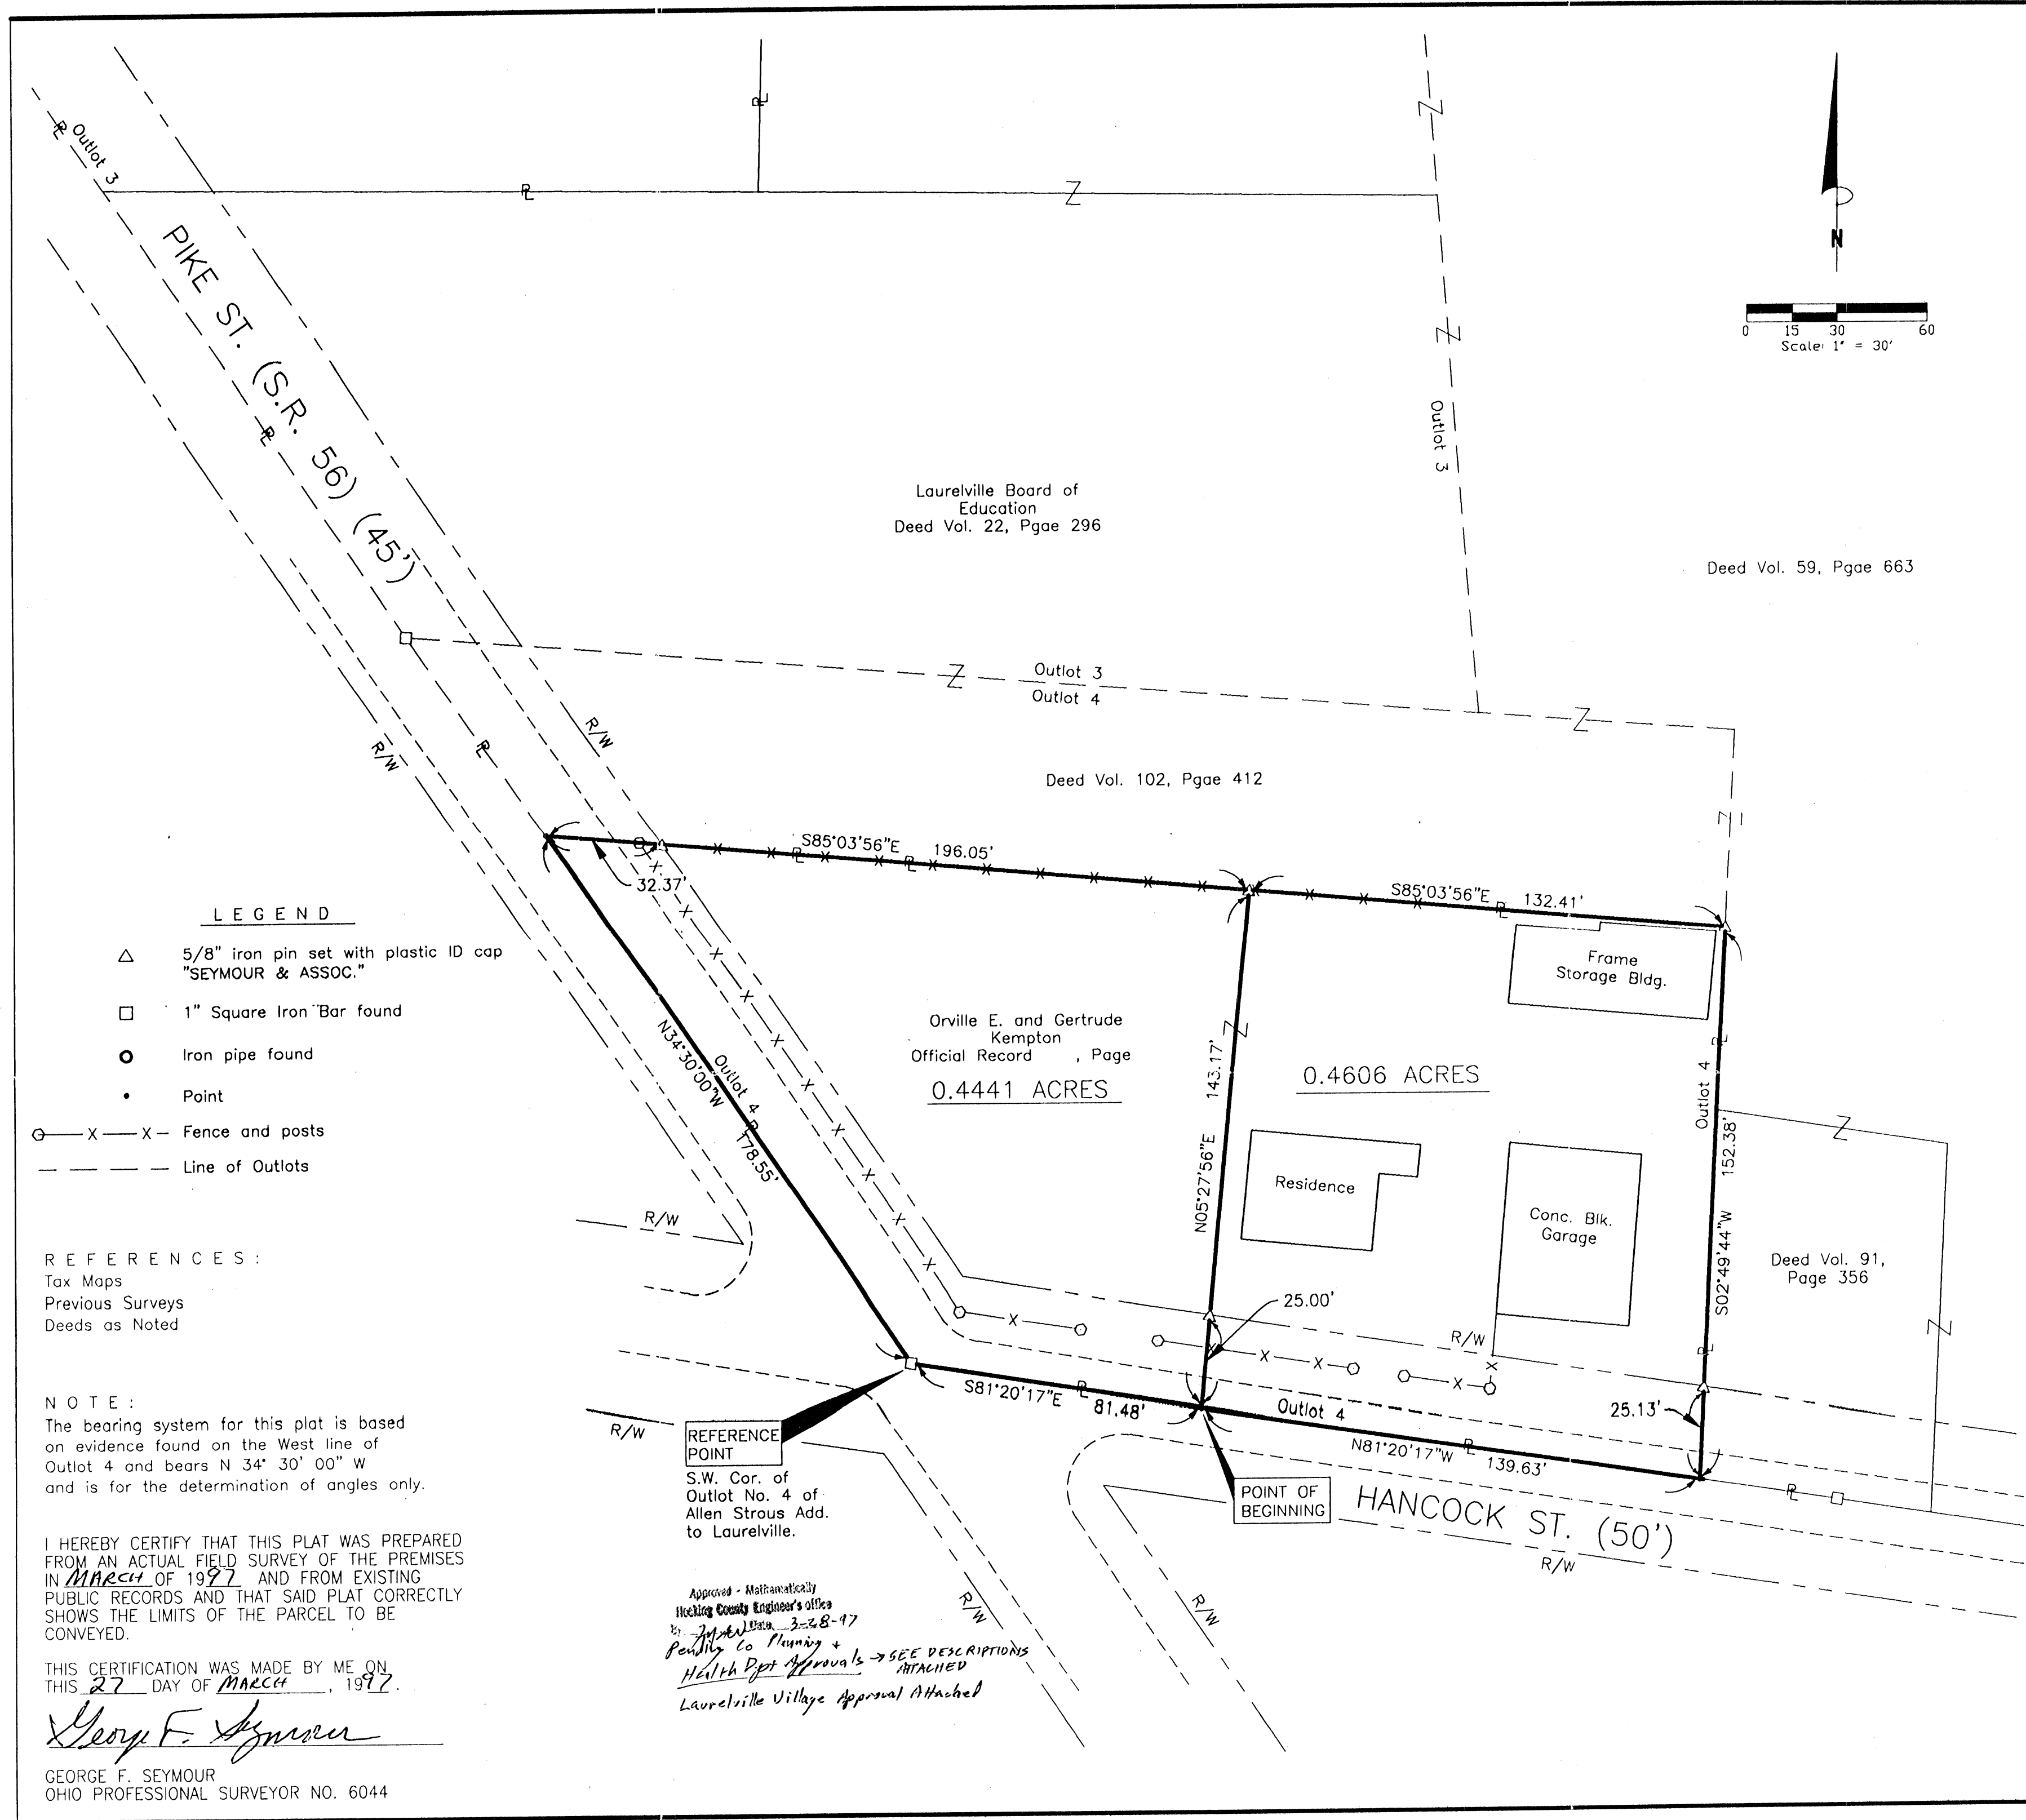 Outlot 3
PIKE ST. (S.R. 56) (45')
N
0 15 30 60
Scale: 1" = 30'
Outlot 3
Laurelville Board of
Education
Deed Vol. 22, Pgae 296
Deed Vol. 59, Pgae 663
Outlot 3
Outlot 4
R/W
R/W
Deed Vol. 102, Pgae 412
S85°03'56"E 196.05'
32.37'
S85°03'56"E 132.41'
Frame
Storage Bldg.
LEGEND
5/8" iron pin set with plastic ID cap
"SEYMOUR & ASSOC."
1" Square Iron Bar found
Iron pipe found
Point
Fence and posts
Line of Outlots
N34°30'00"W
Outlot 4
178.55'
Orville E. and Gertrude
Kempton
Official Record , Page
0.4441 ACRES
N05°27'56"E 143.17'
0.4606 ACRES
Outlot 4
S02°49'44"W 152.38'
Residence
Conc. Blk.
Garage
Deed Vol. 91,
Page 356
R/W
25.00'
R/W
REFERENCES:
Tax Maps
Previous Surveys
Deeds as Noted
S81°20'17"E
81.48'
Outlot 4
25.13'
N81°20'17"W
139.63'
R/W
REFERENCE
POINT
S.W. Cor. of
Outlot No. 4 of
Allen Strous Add.
to Laurelville.
POINT OF
BEGINNING
HANCOCK ST. (50')
R/W
R/W
R/W
NOTE:
The bearing system for this plat is based
on evidence found on the West line of
Outlot 4 and bears N 34° 30' 00" W
and is for the determination of angles only.
I HEREBY CERTIFY THAT THIS PLAT WAS PREPARED
FROM AN ACTUAL FIELD SURVEY OF THE PREMISES
IN MARCH OF 1997 AND FROM EXISTING
PUBLIC RECORDS AND THAT SAID PLAT CORRECTLY
SHOWS THE LIMITS OF THE PARCEL TO BE
CONVEYED.
THIS CERTIFICATION WAS MADE BY ME ON
THIS 27 DAY OF MARCH, 1997.
George F. Seymour
GEORGE F. SEYMOUR
OHIO PROFESSIONAL SURVEYOR NO. 6044
Approved - Mathematically
Hocking County Engineer's office
Date 3-28-97
Pending Co Planning +
Health Dpt Approvals → SEE DESCRIPTIONS
ATTACHED
Laurelville Village Approval Attached